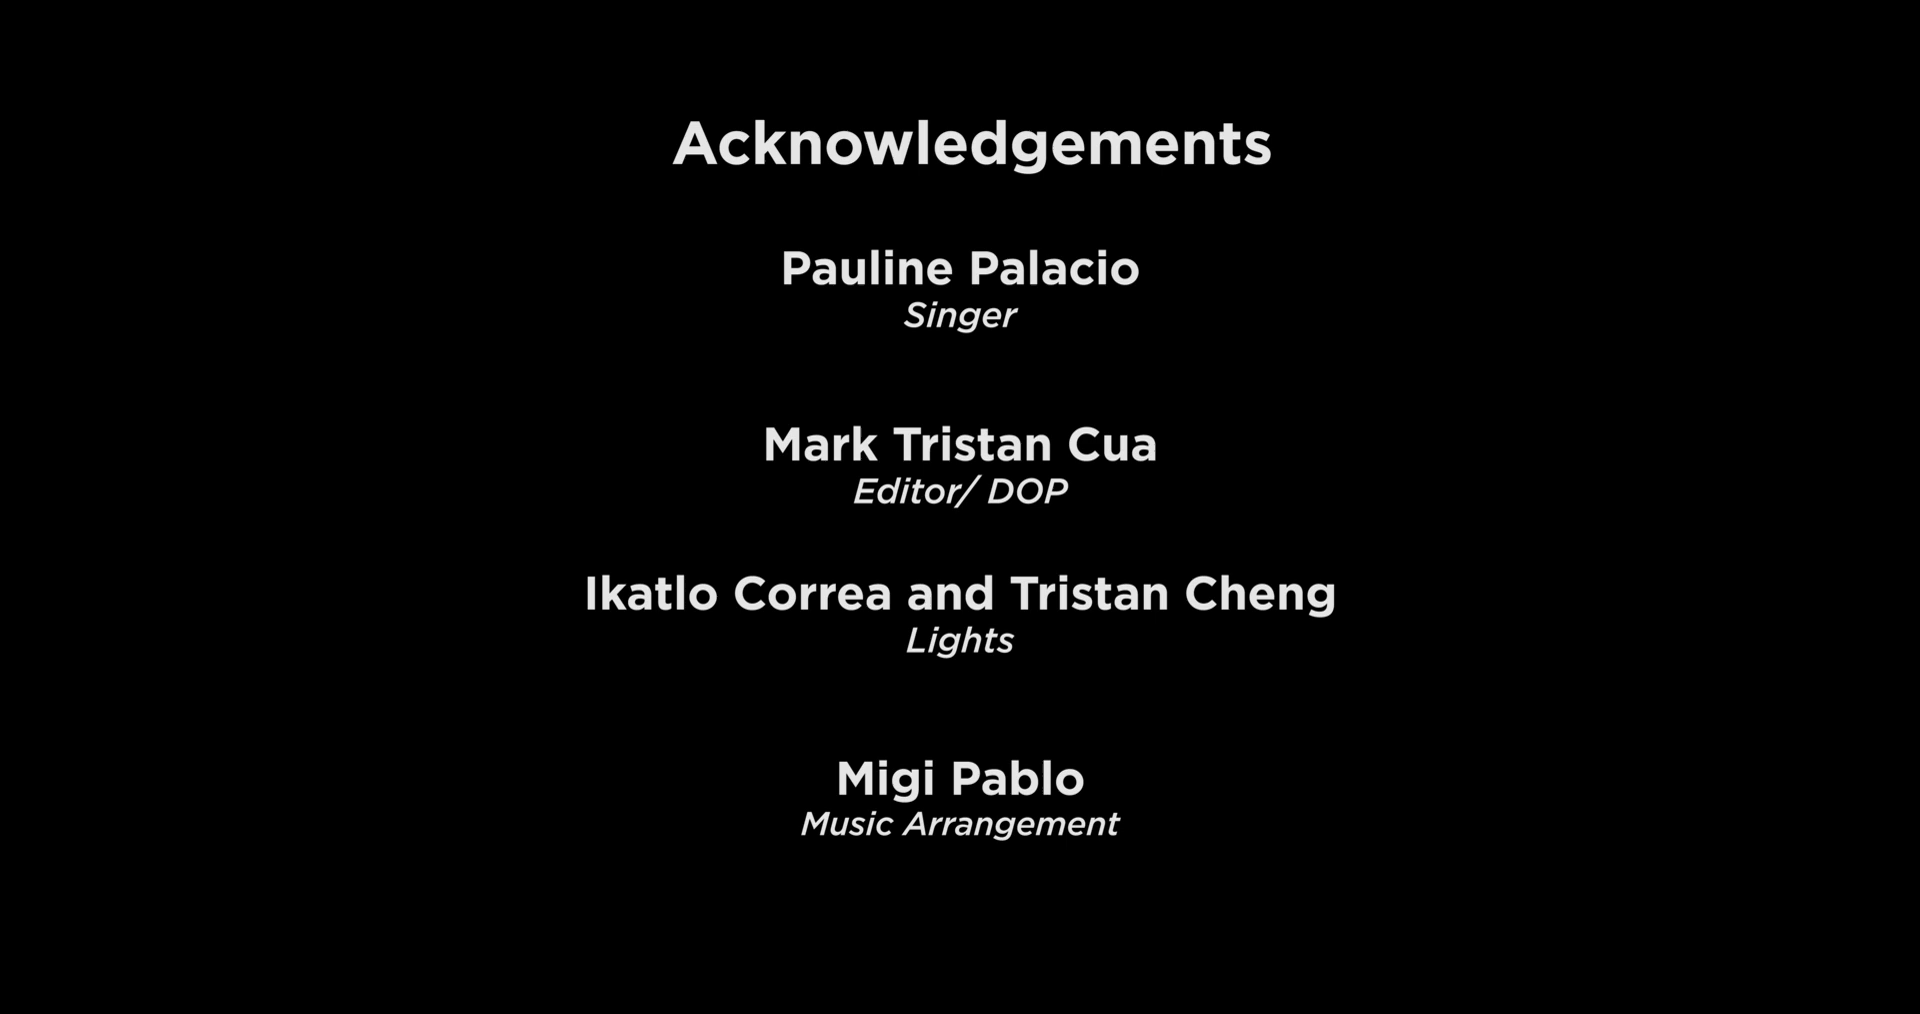 Acknowledgements
Pauline Palacio
Singer
Mark Tristan Cua
Editor/ DOP
Ikatlo Correa and Tristan Cheng
Lights
Migi Pablo
Music Arrangement